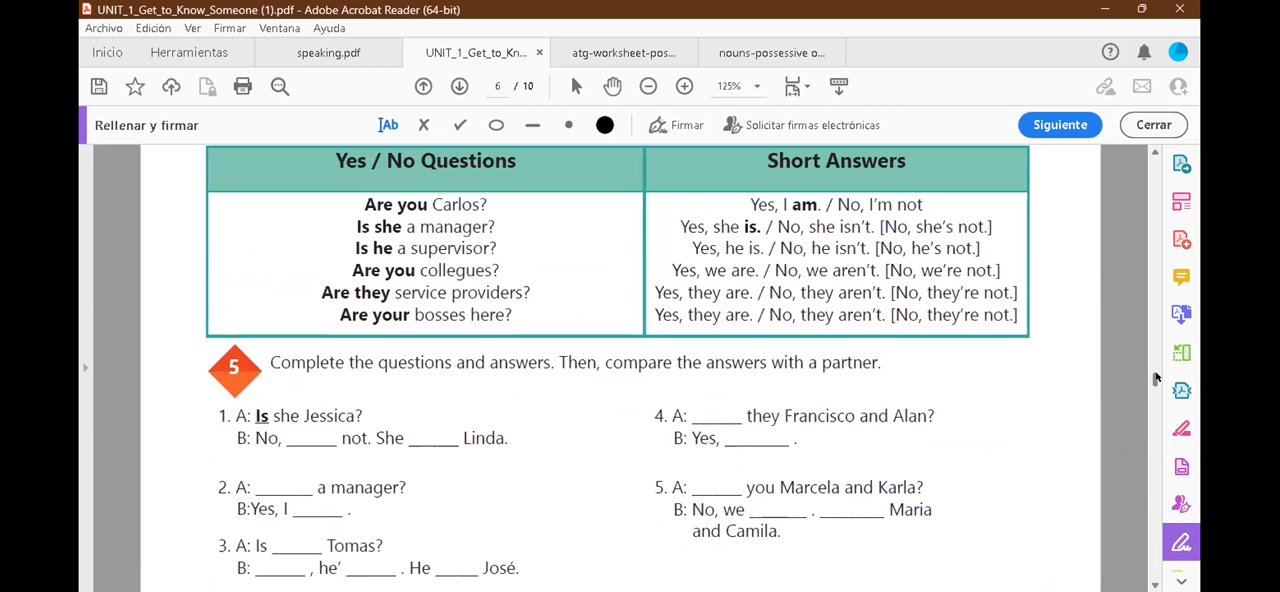 UNIT_1_Get_to_Know_Someone (1).pdf - Adobe Acrobat Reader (64-bit)
Archivo Edición Ver Firmar Ventana Ayuda
Inicio Herramientas speaking.pdf UNIT_1_Get_to_Kn... × atg-worksheet-pos... nouns-possessive o...
6 / 10 125%
Rellenar y firmar Ab Firmar Solicitar firmas electrónicas Siguiente Cerrar
Yes / No Questions Short Answers
Are you Carlos? Yes, I am. / No, I'm not
Is she a manager? Yes, she is. / No, she isn't. [No, she's not.]
Is he a supervisor? Yes, he is. / No, he isn't. [No, he's not.]
Are you collegues? Yes, we are. / No, we aren't. [No, we're not.]
Are they service providers? Yes, they are. / No, they aren't. [No, they're not.]
Are your bosses here? Yes, they are. / No, they aren't. [No, they're not.]
5 Complete the questions and answers. Then, compare the answers with a partner.
1. A: Is she Jessica?
B: No, ______ not. She ______ Linda.
2. A: _______ a manager?
B:Yes, I ______ .
3. A: Is ______ Tomas?
B: ______ , he' ______ . He _____ José.
4. A: ______ they Francisco and Alan?
B: Yes, ________ .
5. A: ______ you Marcela and Karla?
B: No, we _______ . ________ Maria
and Camila.